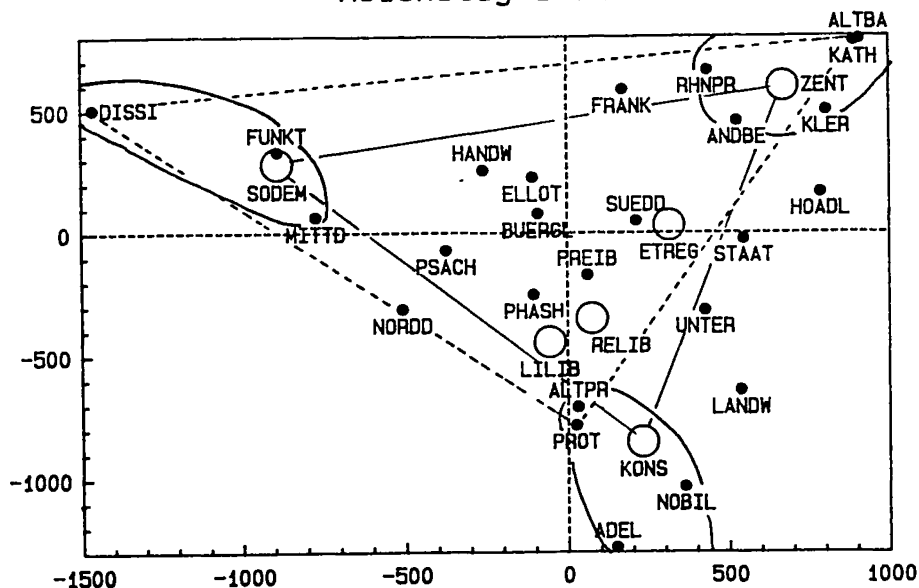 ALTBA
KATH
ZENT
RHNPR
FRANK
500
DISSI
KLER
ANDBE
FUNKT
HANDW
SODEM
ELLOT
HOADL
SUEDD
BUERGL
MITTD
0
ETREG
STAAT
PSACH
PREIB
PHASH
NORDD
UNTER
RELIB
-500
LILIB
ALTPR
LANDW
PROT
KONS
-1000
NOBIL
ADEL
-1500
-1000
-500
0
500
1000